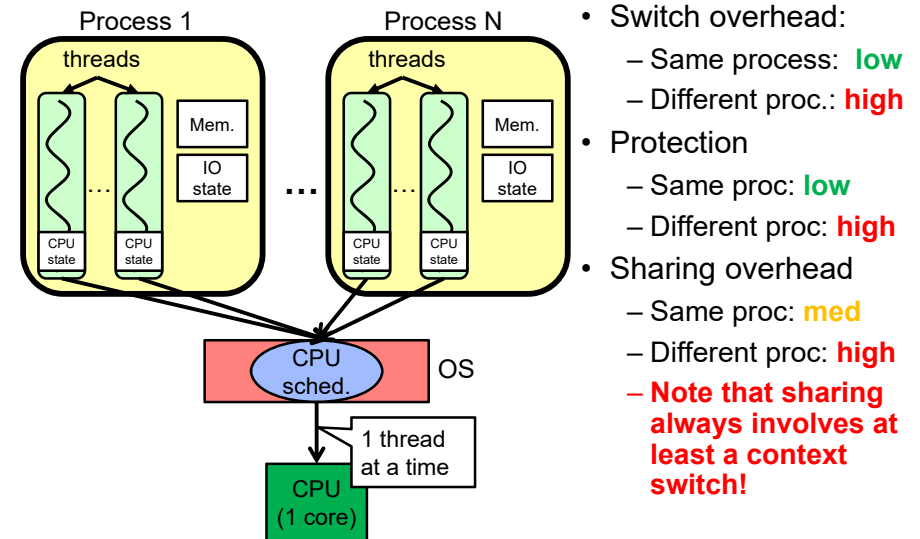 Process 1
Process N
threads
threads
Mem.
Mem.
IO
state
IO
state
…
…
…
CPU
state
CPU
state
CPU
state
CPU
state
CPU
sched.
OS
1 thread
at a time
CPU
(1 core)
• Switch overhead:
– Same process: low
– Different proc.: high
• Protection
– Same proc: low
– Different proc: high
• Sharing overhead
– Same proc: med
– Different proc: high
– Note that sharing
always involves at
least a context
switch!